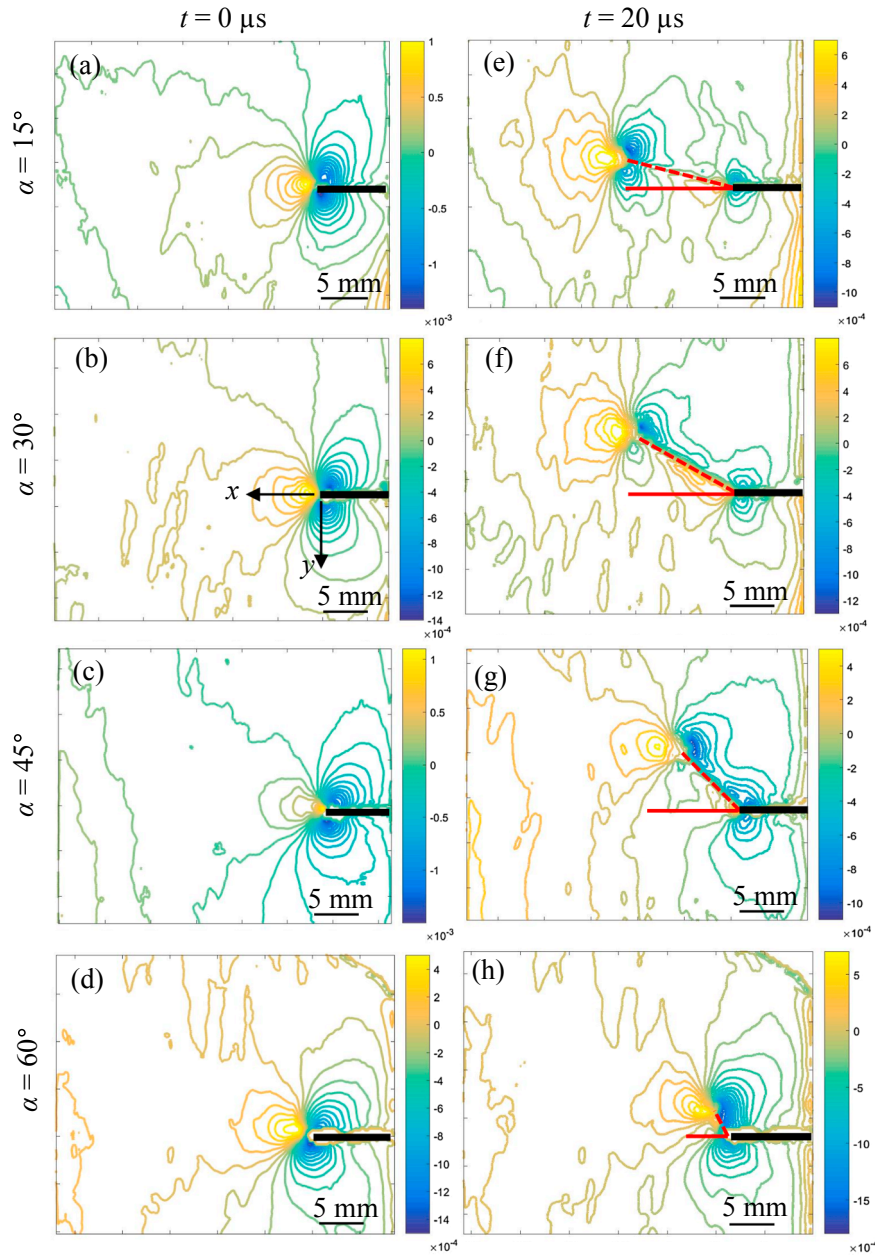 t = 0 µs
t = 20 µs
α = 15°
(a)
5 mm
1
0.5
0
-0.5
-1
×10⁻³
(e)
5 mm
6
4
2
0
-2
-4
-6
-8
-10
×10⁻⁴
α = 30°
(b)
x
y
5 mm
6
4
2
0
-2
-4
-6
-8
-10
-12
-14
×10⁻⁴
(f)
5 mm
6
4
2
0
-2
-4
-6
-8
-10
-12
×10⁻⁴
α = 45°
(c)
5 mm
1
0.5
0
-0.5
-1
×10⁻³
(g)
5 mm
4
2
0
-2
-4
-6
-8
-10
×10⁻⁴
α = 60°
(d)
5 mm
4
2
0
-2
-4
-6
-8
-10
-12
-14
×10⁻⁴
(h)
5 mm
5
0
-5
-10
-15
×10⁻⁴